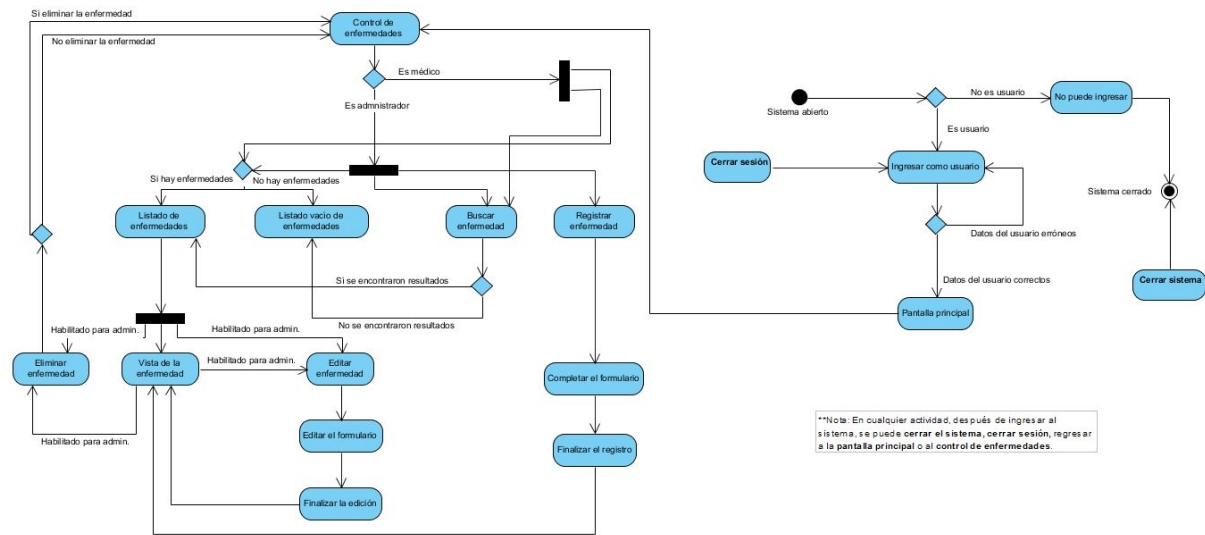 Si eliminar la enfermedad
No eliminar la enfermedad
Control de
enfermedades
Es médico
Es admnistrador
Si hay enfermedades
No hay enfermedades
Listado de
enfermedades
Listado vacio de
enfermedades
Buscar
enfermedad
Registrar
enfermedad
Si se encontraron resultados
No se encontraron resultados
Habilitado para admin.
Habilitado para admin.
Eliminar
enfermedad
Vista de la
enfermedad
Habilitado para admin.
Editar
enfermedad
Habilitado para admin.
Editar el formulario
Finalizar la edición
Completar el formulario
Finalizar el registro
Sistema abierto
No es usuario
No puede ingresar
Es usuario
Cerrar sesión
Ingresar como usuario
Sistema cerrado
Datos del usuario erróneos
Cerrar sistema
Datos del usuario correctos
Pantalla principal
**Nota: En cualquier actividad, después de ingresar al
sistema, se puede cerrar el sistema, cerrar sesión, regresar
a la pantalla principal o al control de enfermedades.